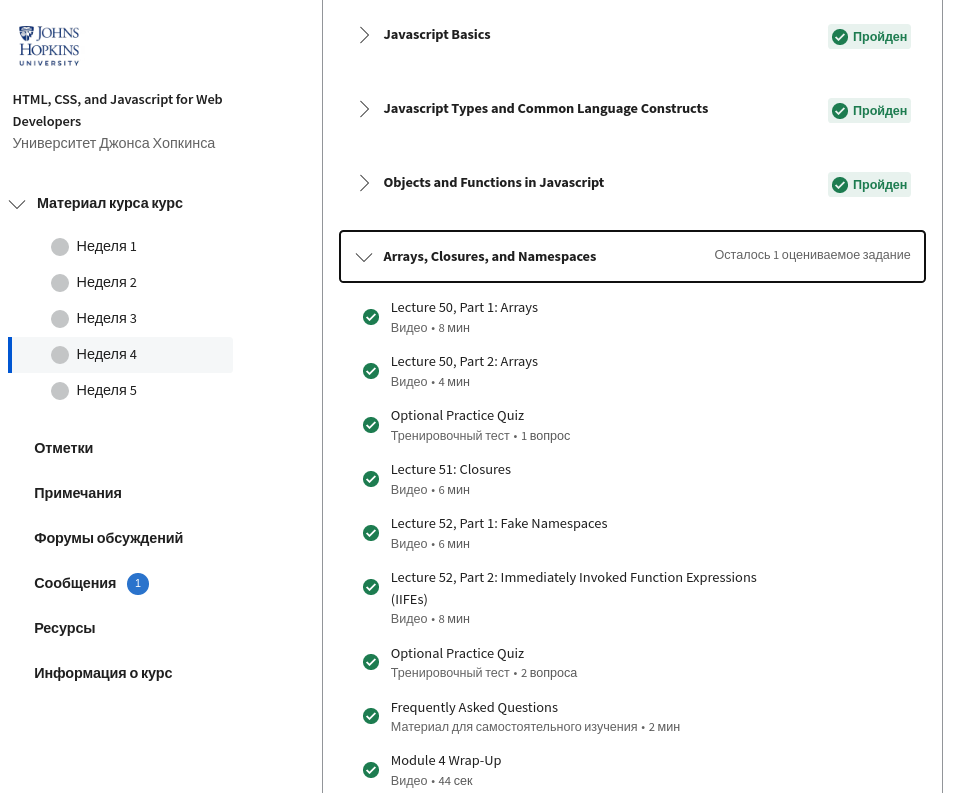 JOHNS
HOPKINS
UNIVERSITY
HTML, CSS, and Javascript for Web
Developers
Университет Джонса Хопкинса
Материал курса курс
Неделя 1
Неделя 2
Неделя 3
Неделя 4
Неделя 5
Отметки
Примечания
Форумы обсуждений
Сообщения 1
Ресурсы
Информация о курс
Javascript Basics
Пройден
Javascript Types and Common Language Constructs
Пройден
Objects and Functions in Javascript
Пройден
Arrays, Closures, and Namespaces
Осталось 1 оцениваемое задание
Lecture 50, Part 1: Arrays
Видео • 8 мин
Lecture 50, Part 2: Arrays
Видео • 4 мин
Optional Practice Quiz
Тренировочный тест • 1 вопрос
Lecture 51: Closures
Видео • 6 мин
Lecture 52, Part 1: Fake Namespaces
Видео • 6 мин
Lecture 52, Part 2: Immediately Invoked Function Expressions
(IIFEs)
Видео • 8 мин
Optional Practice Quiz
Тренировочный тест • 2 вопроса
Frequently Asked Questions
Материал для самостоятельного изучения • 2 мин
Module 4 Wrap-Up
Видео • 44 сек